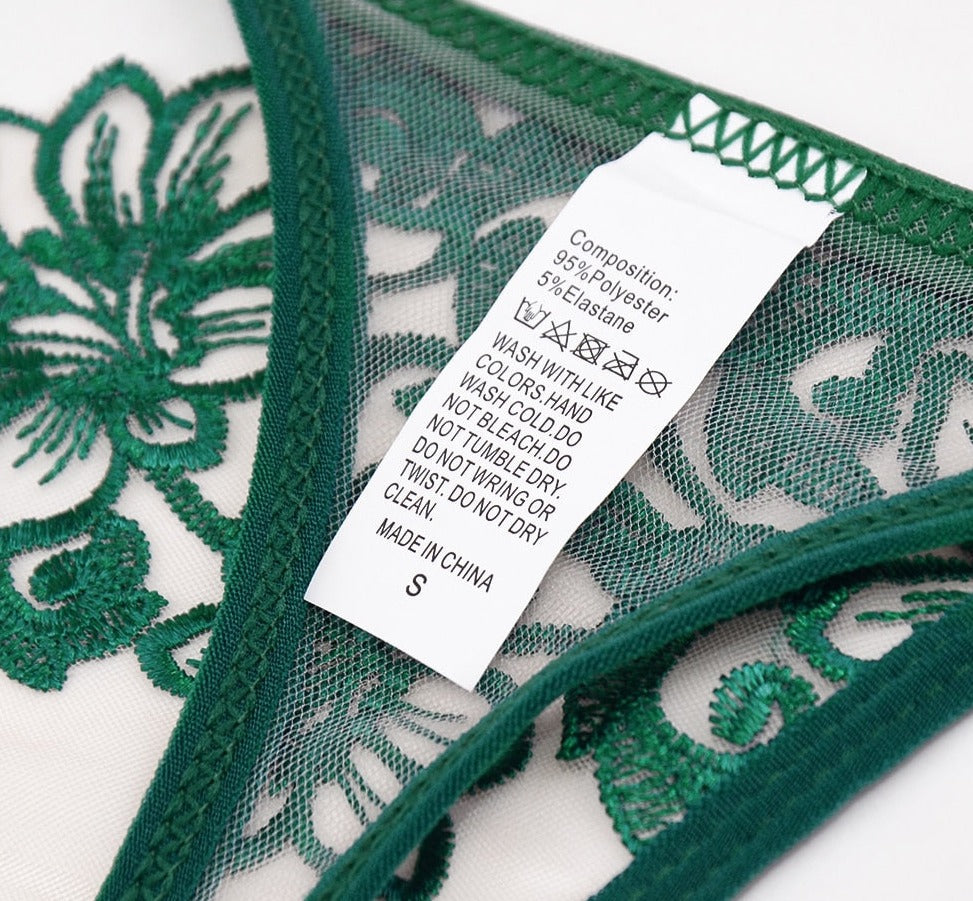 Composition:
95%Polyester
5%Elastane
WASH WITH LIKE
COLORS.HAND
WASH COLD.DO
NOT BLEACH.DO
NOT TUMBLE DRY.
DO NOT WRING OR
TWIST. DO NOT DRY
CLEAN.
MADE IN CHINA
S